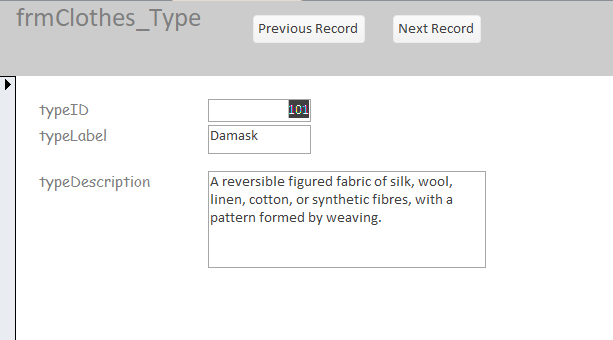 frmClothes_Type
Previous Record
Next Record
typeID
101
typeLabel
Damask
typeDescription
A reversible figured fabric of silk, wool,
linen, cotton, or synthetic fibres, with a
pattern formed by weaving.